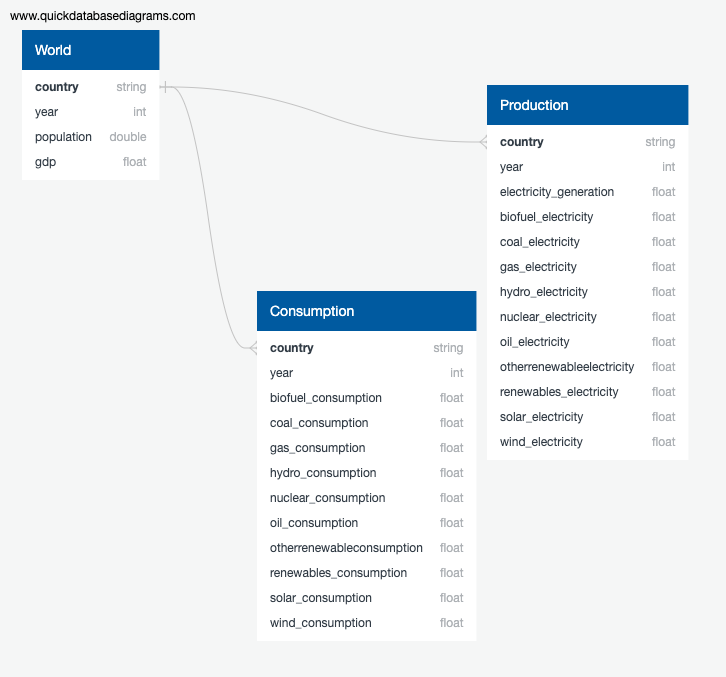 www.quickdatabasediagrams.com
World
country string
year int
population double
gdp float
Production
country string
year int
electricity_generation float
biofuel_electricity float
coal_electricity float
gas_electricity float
hydro_electricity float
nuclear_electricity float
oil_electricity float
otherrenewableelectricity float
renewables_electricity float
solar_electricity float
wind_electricity float
Consumption
country string
year int
biofuel_consumption float
coal_consumption float
gas_consumption float
hydro_consumption float
nuclear_consumption float
oil_consumption float
otherrenewableconsumption float
renewables_consumption float
solar_consumption float
wind_consumption float